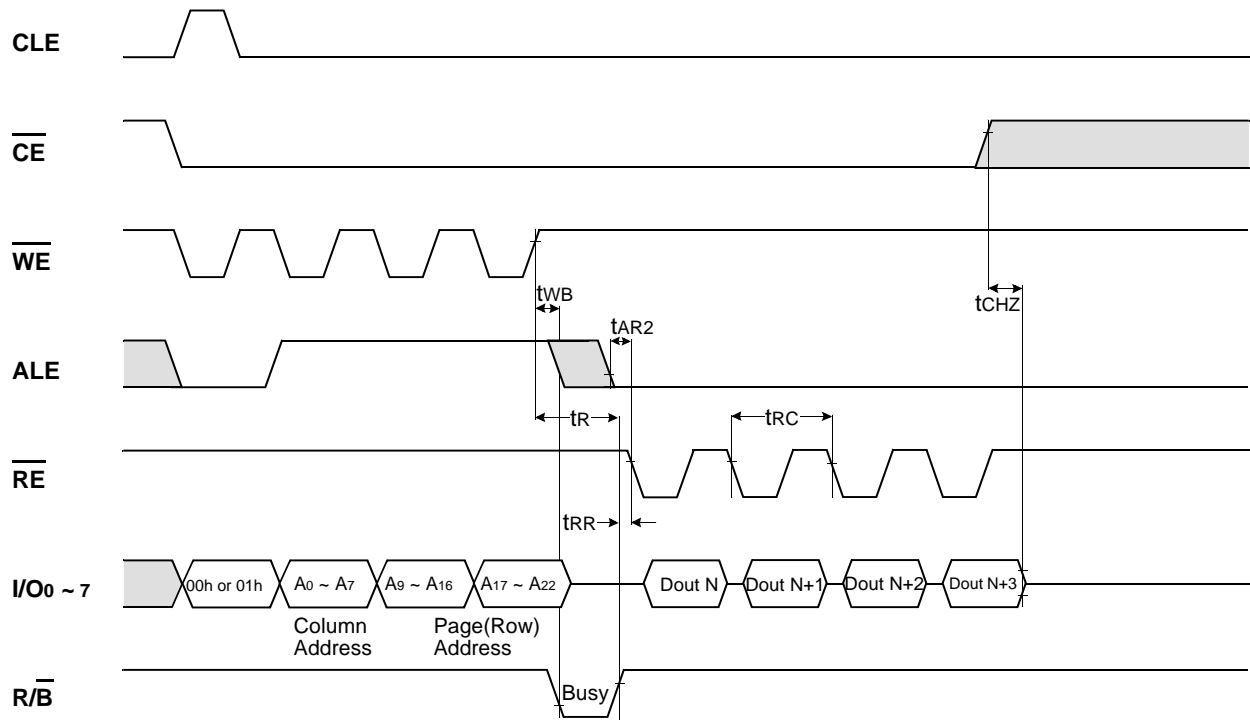 CLE
CE
WE
tWB
tCHZ
tAR2
ALE
tR
tRC
RE
tRR
I/O0 ~ 7
00h or 01h
A0 ~ A7
A9 ~ A16
A17 ~ A22
Dout N
Dout N+1
Dout N+2
Dout N+3
Column
Address
Page(Row)
Address
R/B
Busy